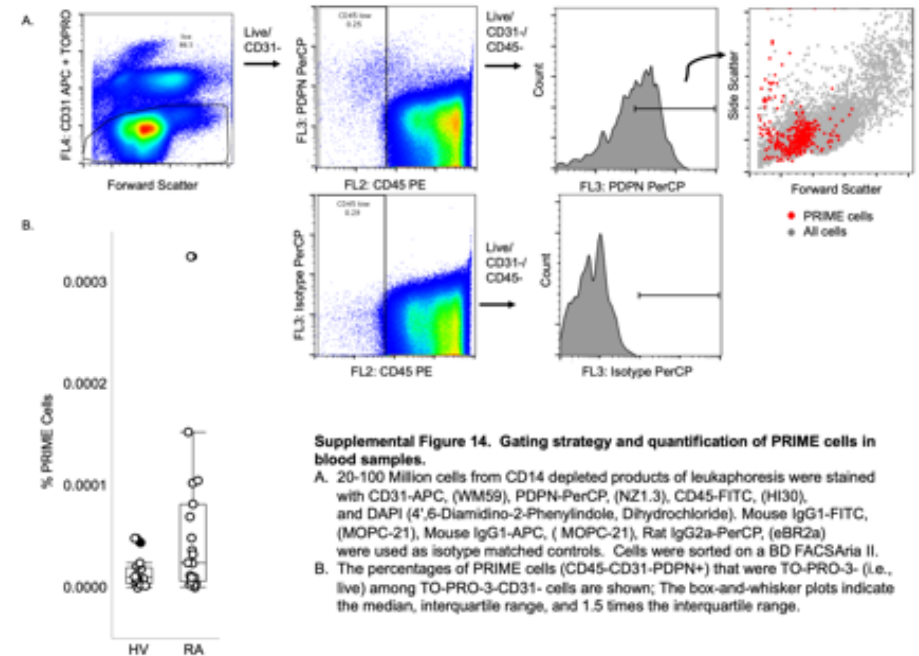 A.
FL4: CD31 APC + TOPRO
live
Forward Scatter
Live/
CD31-
CD45 low
0.25
FL3: PDPN PerCP
FL2: CD45 PE
Live/
CD31-/
CD45-
Count
FL3: PDPN PerCP
Side Scatter
Forward Scatter
PRIME cells
All cells
CD45 low
FL3: Isotype PerCP
FL2: CD45 PE
Live/
CD31-/
CD45-
Count
FL3: Isotype PerCP
B.
% PRIME Cells
0.0003
0.0002
0.0001
0.0000
HV
RA
Supplemental Figure 14. Gating strategy and quantification of PRIME cells in
blood samples.
A. 20-100 Million cells from CD14 depleted products of leukaphoresis were stained
with CD31-APC, (WM59), PDPN-PerCP, (NZ1.3), CD45-FITC, (HI30),
and DAPI (4',6-Diamidino-2-Phenylindole, Dihydrochloride). Mouse IgG1-FITC,
(MOPC-21), Mouse IgG1-APC, ( MOPC-21), Rat IgG2a-PerCP, (eBR2a)
were used as isotype matched controls. Cells were sorted on a BD FACSAria II.
B. The percentages of PRIME cells (CD45-CD31-PDPN+) that were TO-PRO-3- (i.e.,
live) among TO-PRO-3-CD31- cells are shown; The box-and-whisker plots indicate
the median, interquartile range, and 1.5 times the interquartile range.